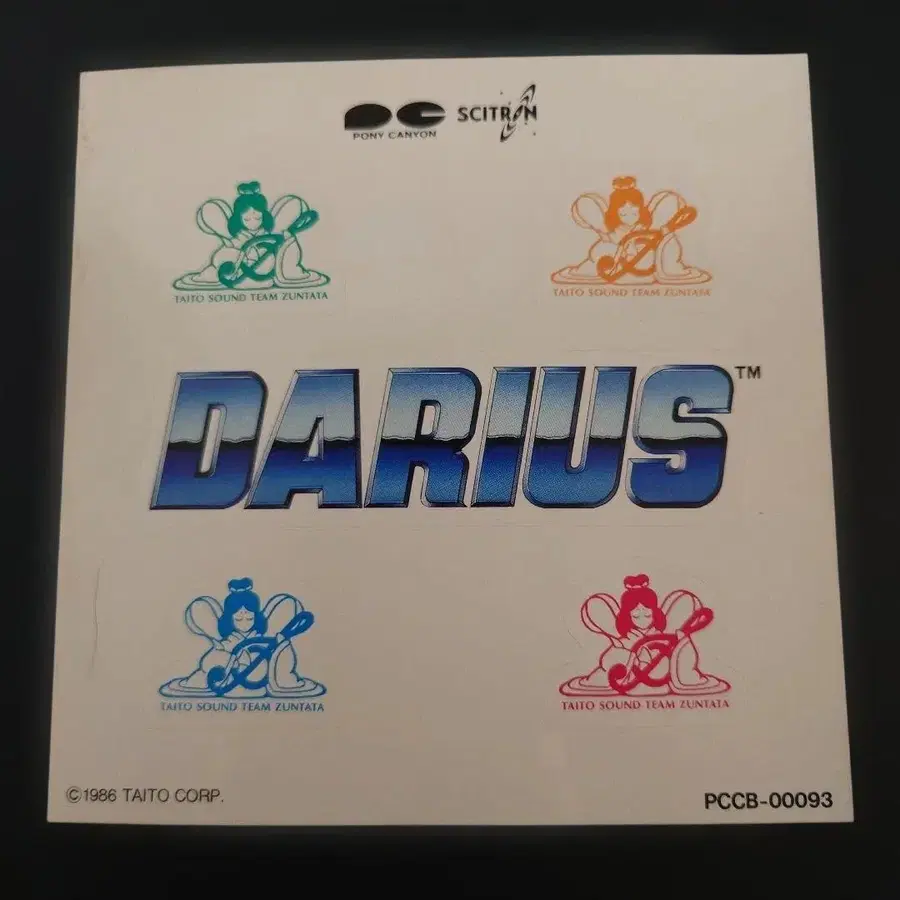 PONY CANYON
SCITRON
TAITO SOUND TEAM ZUNTATA
TAITO SOUND TEAM ZUNTATA
DARIUS™
TAITO SOUND TEAM ZUNTATA
TAITO SOUND TEAM ZUNTATA
©1986 TAITO CORP.
PCCB-00093